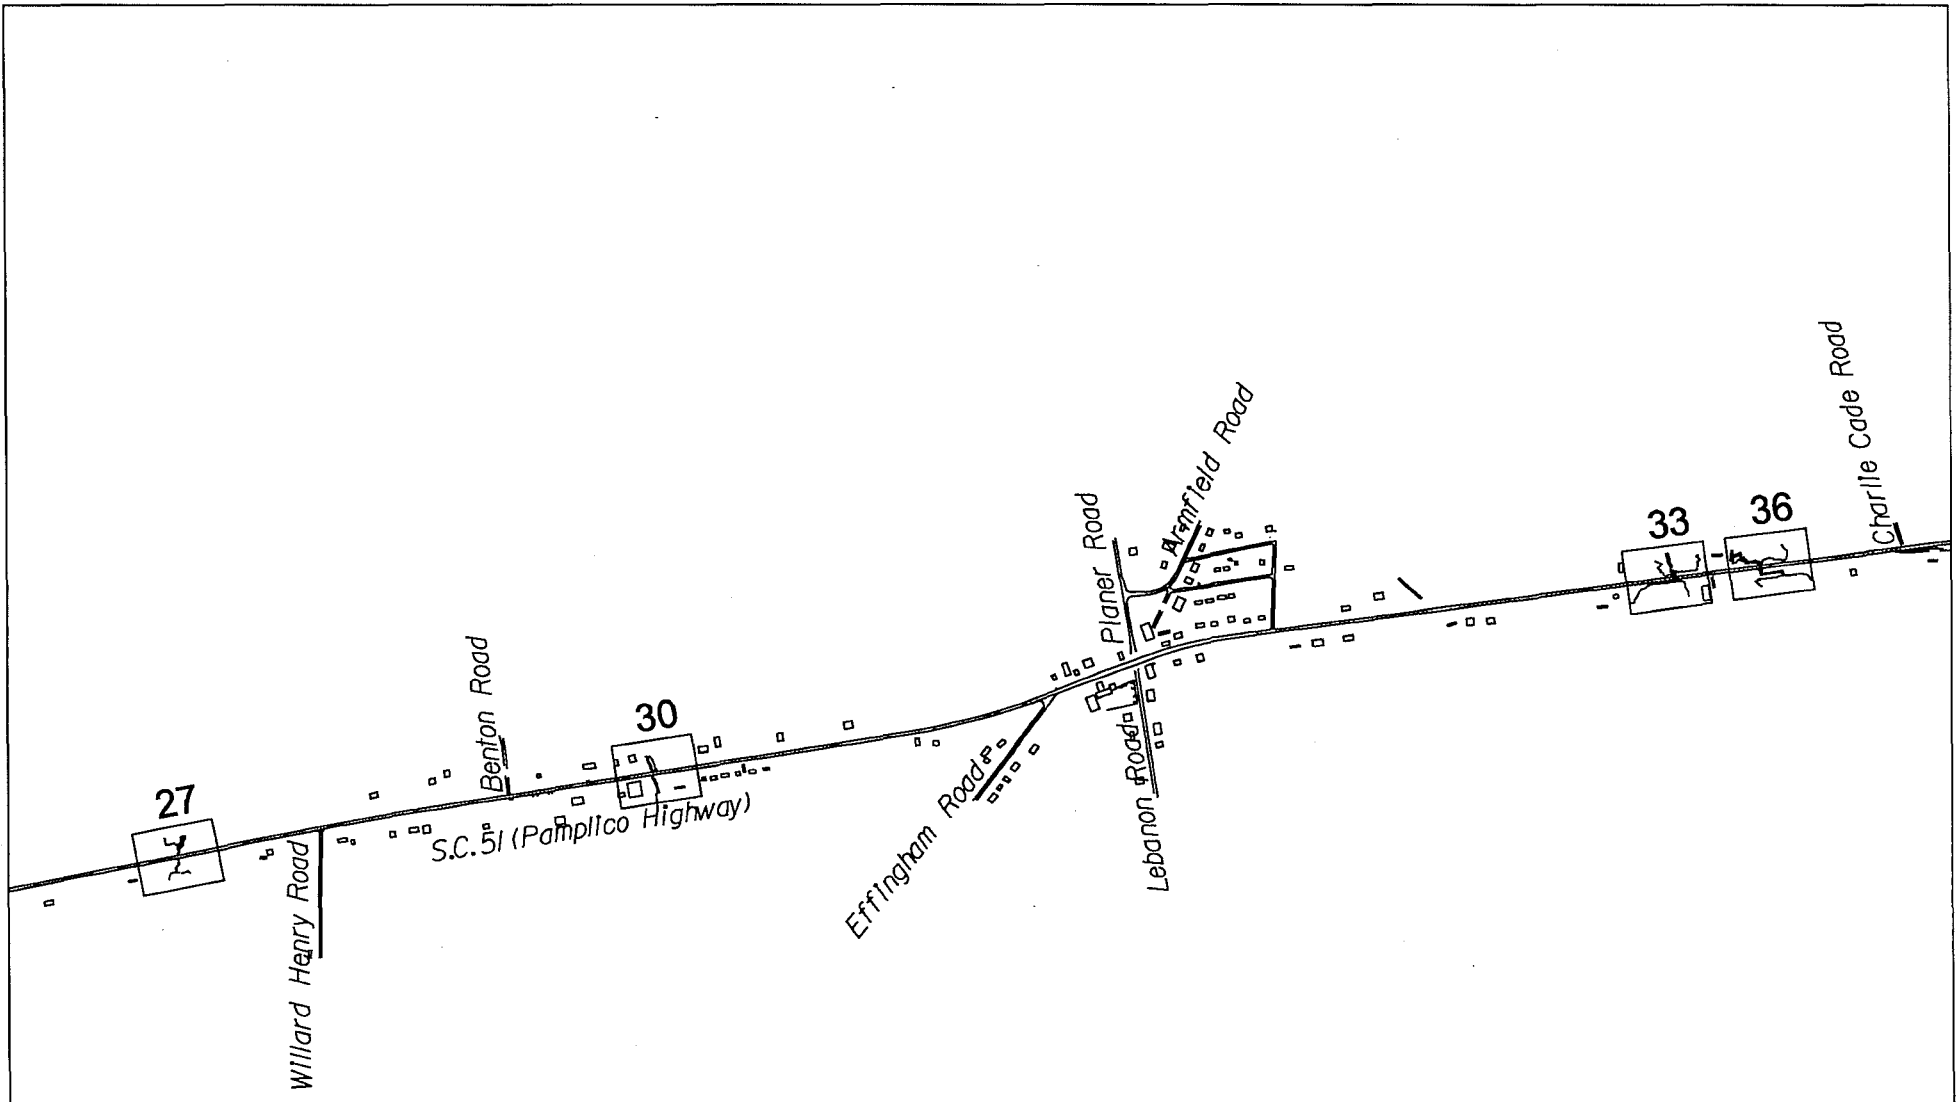 27
Willard Henry Road
Benton Road
S.C. 51 (Pamplico Highway)
30
Effingham Road
Planer Road
Armfield Road
Lebanon Road
33
36
Charlie Cade Road